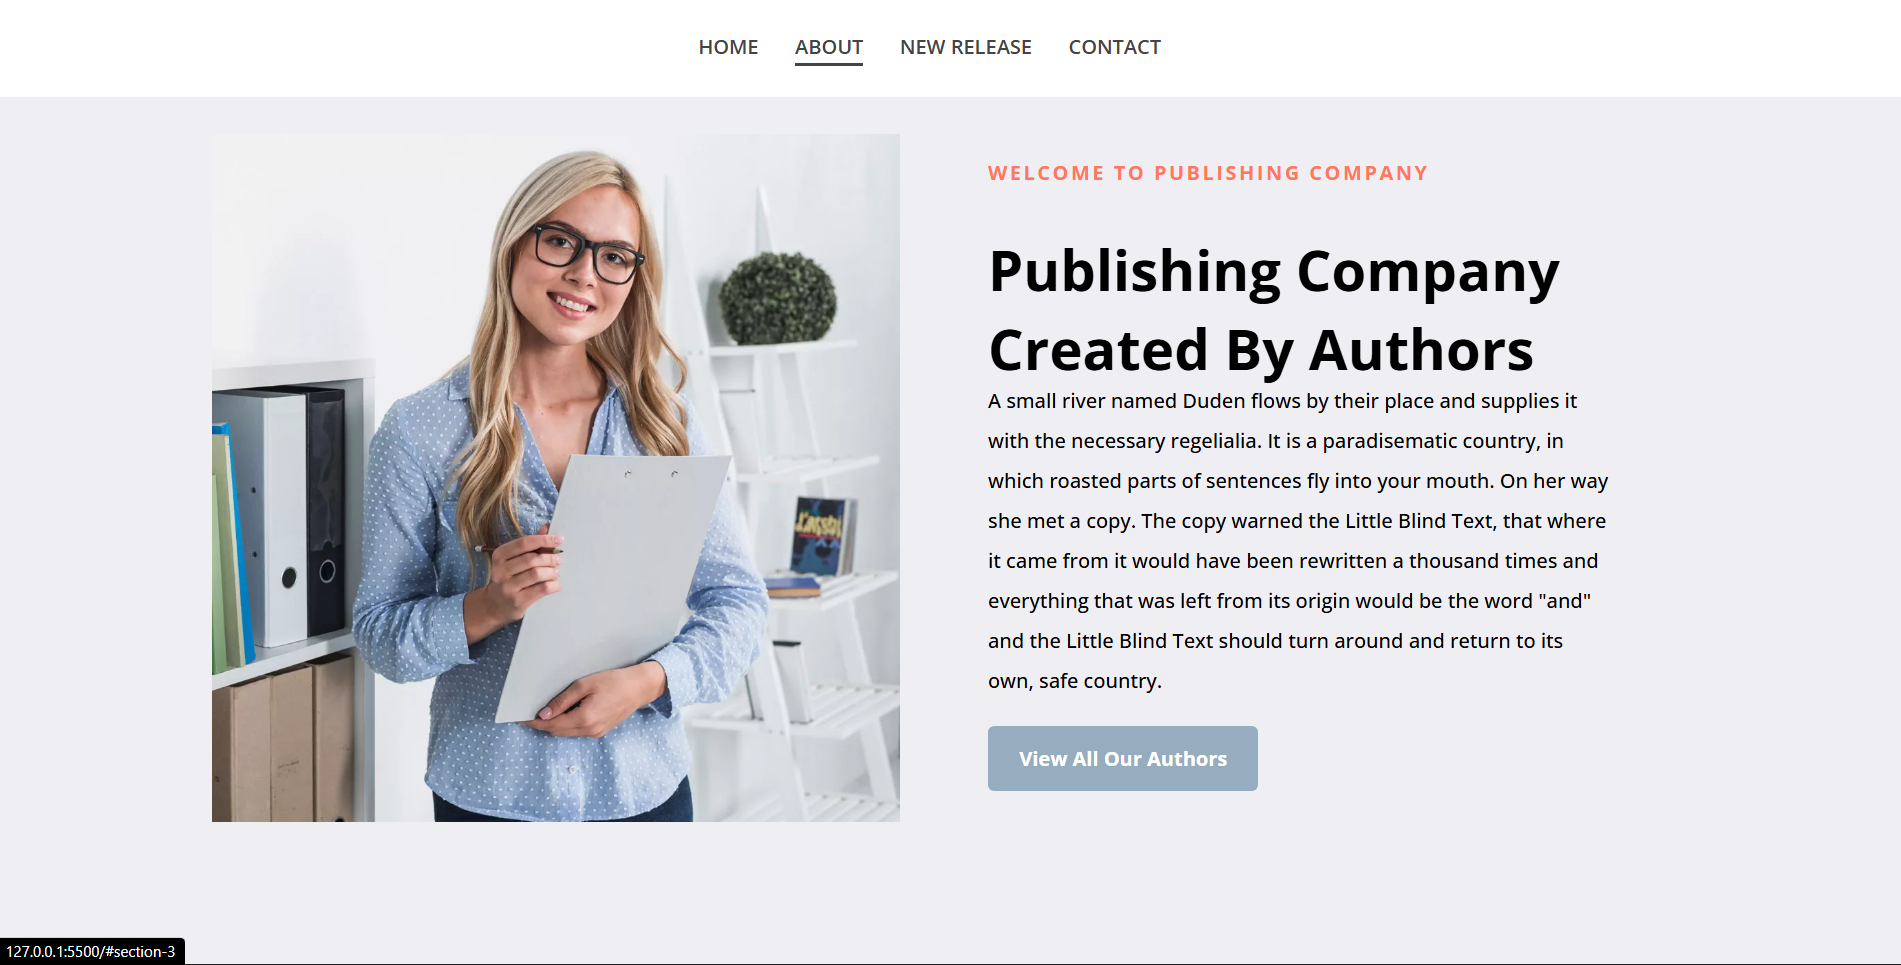 HOME ABOUT NEW RELEASE CONTACT
WELCOME TO PUBLISHING COMPANY
Publishing Company
Created By Authors
A small river named Duden flows by their place and supplies it
with the necessary regelialia. It is a paradisematic country, in
which roasted parts of sentences fly into your mouth. On her way
she met a copy. The copy warned the Little Blind Text, that where
it came from it would have been rewritten a thousand times and
everything that was left from its origin would be the word "and"
and the Little Blind Text should turn around and return to its
own, safe country.
View All Our Authors
127.0.0.1:5500/#section-3